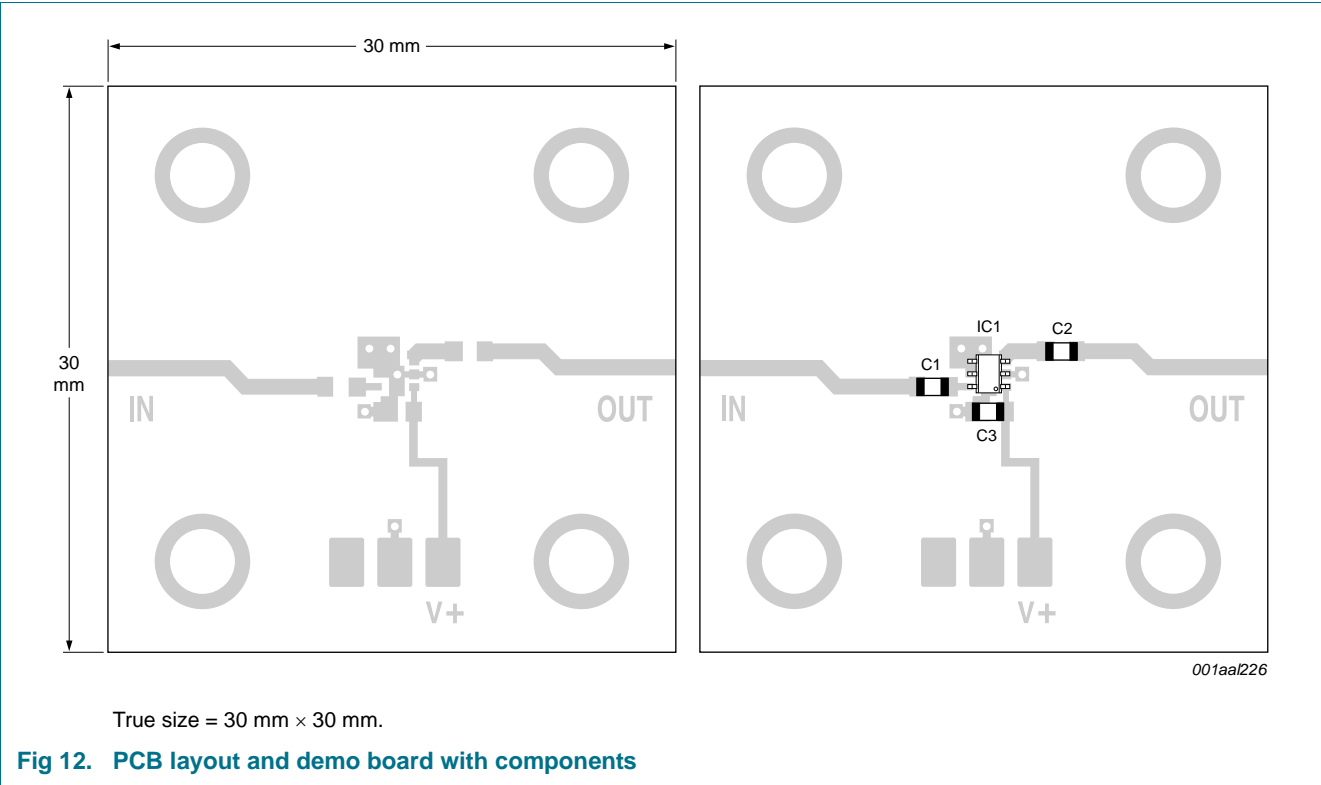 30 mm
30
mm
IN
OUT
V+
IC1
C2
C1
C3
IN
OUT
V+
001aal226
True size = 30 mm × 30 mm.
Fig 12. PCB layout and demo board with components